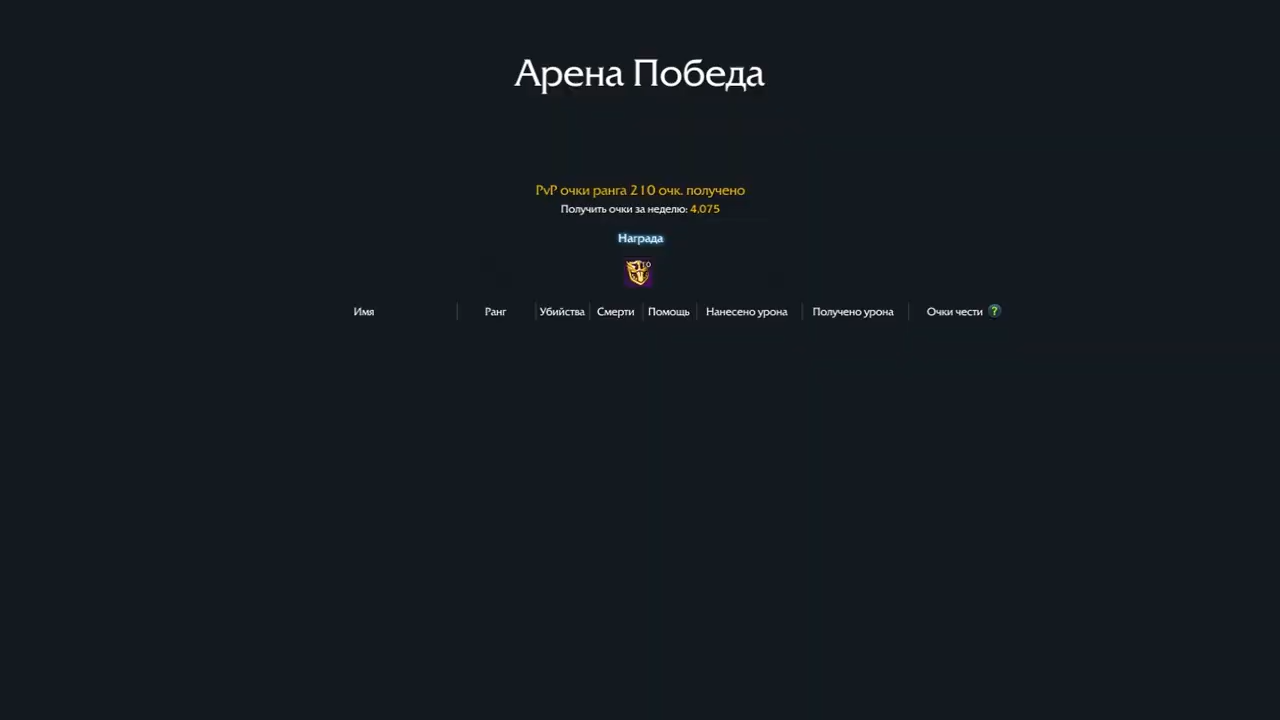 Арена Победа
PvP очки ранга 210 очк. получено
Получить очки за неделю: 4,075
Награда
Имя Ранг Убийства Смерти Помощь Нанесено урона Получено урона Очки чести ?